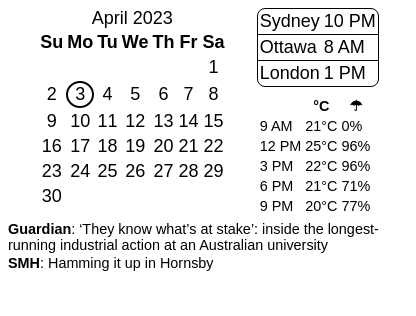 April 2023
Su Mo Tu We Th Fr Sa
1
2 3 4 5 6 7 8
9 10 11 12 13 14 15
16 17 18 19 20 21 22
23 24 25 26 27 28 29
30
Sydney 10 PM
Ottawa 8 AM
London 1 PM
°C ☂
9 AM 21°C 0%
12 PM 25°C 96%
3 PM 22°C 96%
6 PM 21°C 71%
9 PM 20°C 77%
Guardian: ‘They know what’s at stake’: inside the longest-
running industrial action at an Australian university
SMH: Hamming it up in Hornsby